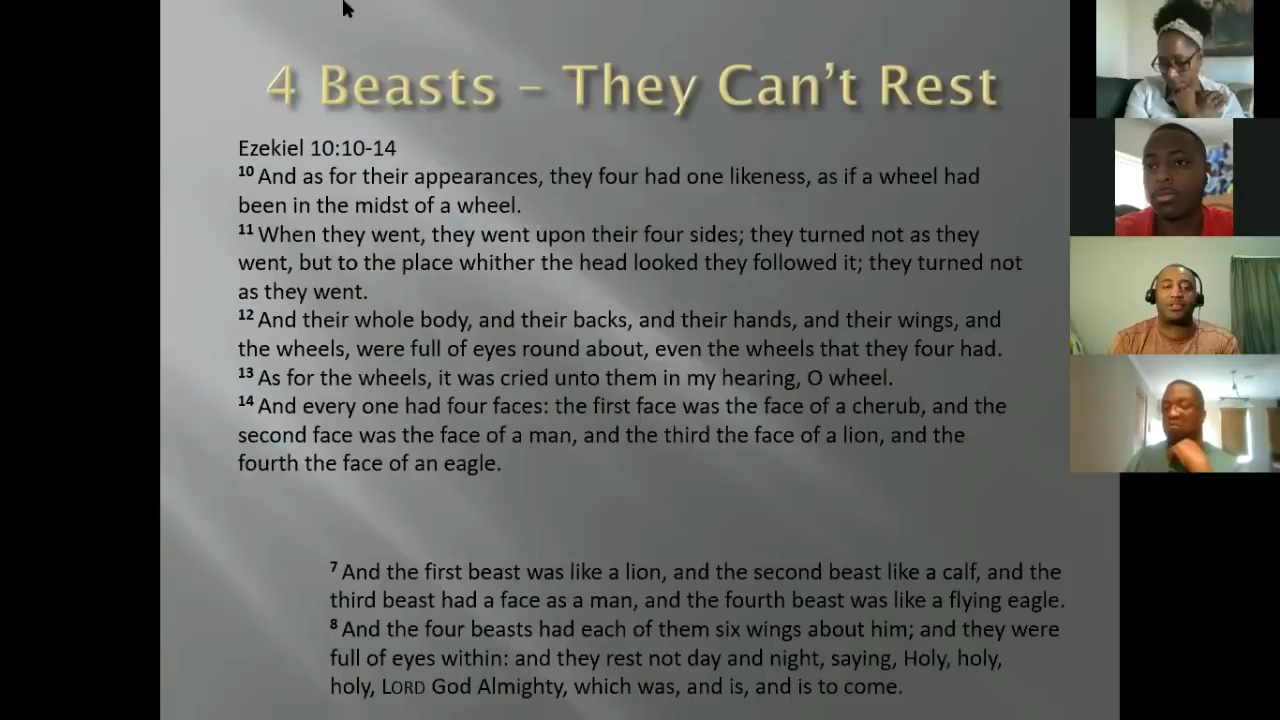 4 Beasts – They Can't Rest
Ezekiel 10:10-14
10 And as for their appearances, they four had one likeness, as if a wheel had
been in the midst of a wheel.
11 When they went, they went upon their four sides; they turned not as they
went, but to the place whither the head looked they followed it; they turned not
as they went.
12 And their whole body, and their backs, and their hands, and their wings, and
the wheels, were full of eyes round about, even the wheels that they four had.
13 As for the wheels, it was cried unto them in my hearing, O wheel.
14 And every one had four faces: the first face was the face of a cherub, and the
second face was the face of a man, and the third the face of a lion, and the
fourth the face of an eagle.
7 And the first beast was like a lion, and the second beast like a calf, and the
third beast had a face as a man, and the fourth beast was like a flying eagle.
8 And the four beasts had each of them six wings about him; and they were
full of eyes within: and they rest not day and night, saying, Holy, holy,
holy, LORD God Almighty, which was, and is, and is to come.